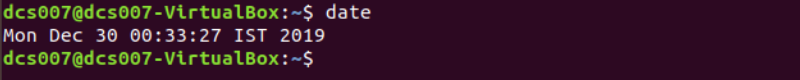 dcs007@dcs007-VirtualBox:~$ date
Mon Dec 30 00:33:27 IST 2019
dcs007@dcs007-VirtualBox:~$